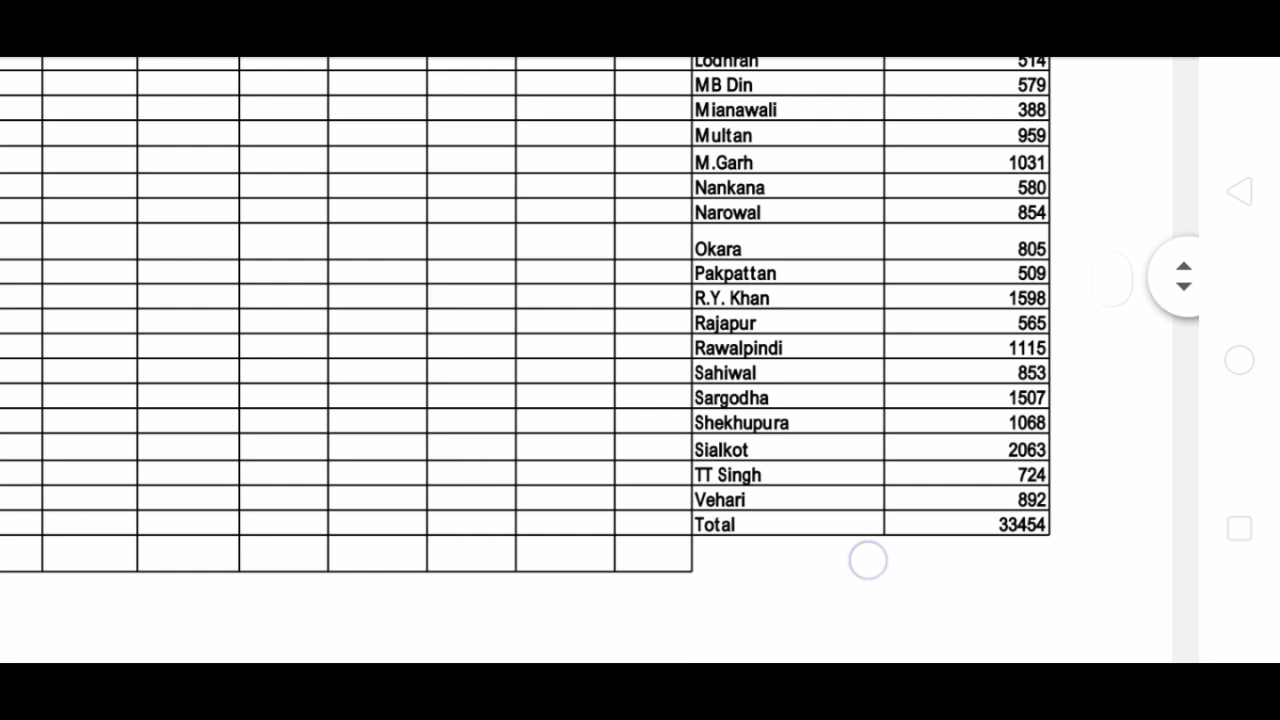 Lodhran 514
MB Din 579
Mianawali 388
Multan 959
M.Garh 1031
Nankana 580
Narowal 854
Okara 805
Pakpattan 509
R.Y. Khan 1598
Rajapur 565
Rawalpindi 1115
Sahiwal 853
Sargodha 1507
Shekhupura 1068
Sialkot 2063
TT Singh 724
Vehari 892
Total 33454